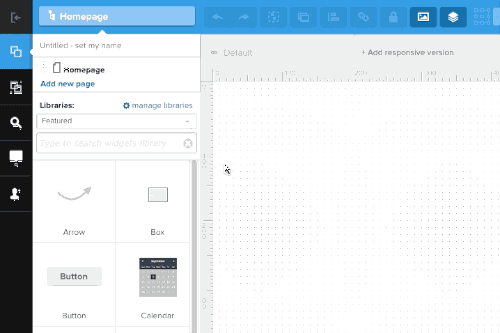 Homepage
Untitled - set my name
Homepage
Add new page
Libraries: manage libraries
Featured
Type to search widgets library
Arrow
Box
Button
Button
Calendar
Default
+ Add responsive version